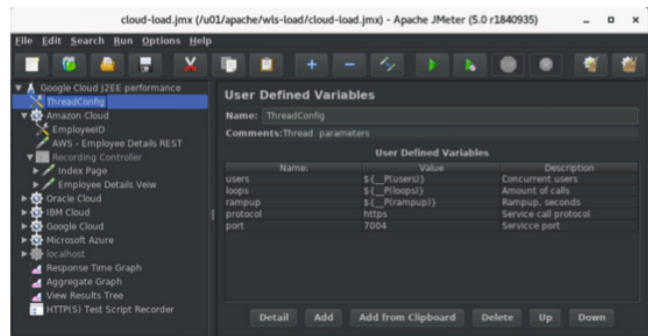 cloud-load.jmx (/u01/apache/wls-load/cloud-load.jmx) - Apache JMeter (5.0 r1840935)
File Edit Search Run Options Help
Google Cloud J2EE performance
ThreadConfig
Amazon Cloud
EmployeeID
AWS - Employee Details REST
Recording Controller
Index Page
Employee Details Veiw
Oracle Cloud
IBM Cloud
Google Cloud
Microsoft Azure
localhost
Response Time Graph
Aggregate Graph
View Results Tree
HTTP(S) Test Script Recorder
User Defined Variables
Name: ThreadConfig
Comments: Thread parameters
User Defined Variables
Name: Value Description
users ${__P(users)} Concurrent users
loops ${__P(loops)} Amount of calls
rampup ${__P(rampup)} Rampup, seconds
protocol https Service call protocol
port 7004 Servicce port
Detail Add Add from Clipboard Delete Up Down